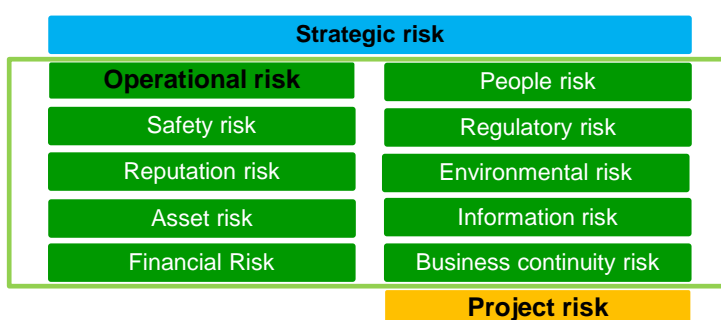 Strategic risk
Operational risk
People risk
Safety risk
Regulatory risk
Reputation risk
Environmental risk
Asset risk
Information risk
Financial Risk
Business continuity risk
Project risk